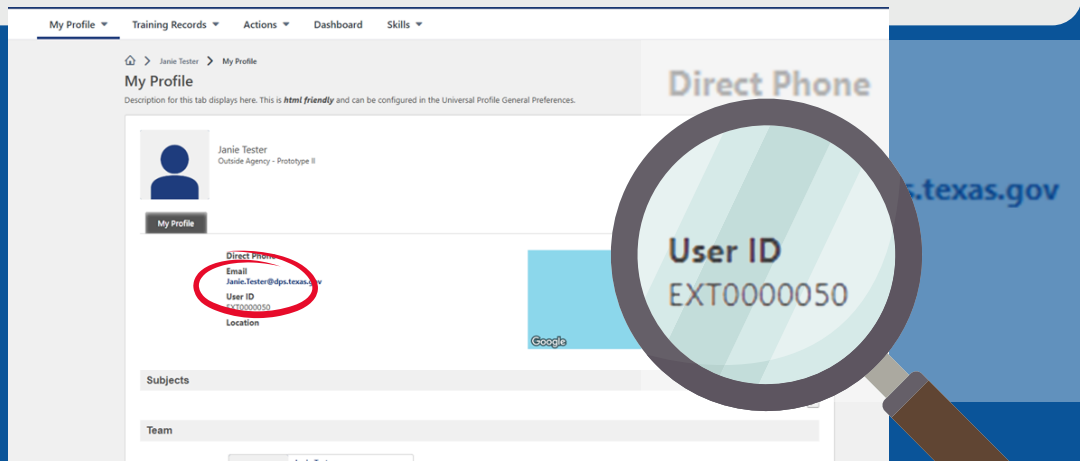 My Profile
Training Records
Actions
Dashboard
Skills
Janie Tester
My Profile
My Profile
Description for this tab displays here. This is html friendly and can be configured in the Universal Profile General Preferences.
Janie Tester
Outside Agency - Prototype II
My Profile
Direct Phone
Email
Janie.Tester@dps.texas.gov
User ID
EXT0000050
Location
Google
Subjects
Team
Direct Phone
s.texas.gov
User ID
EXT0000050